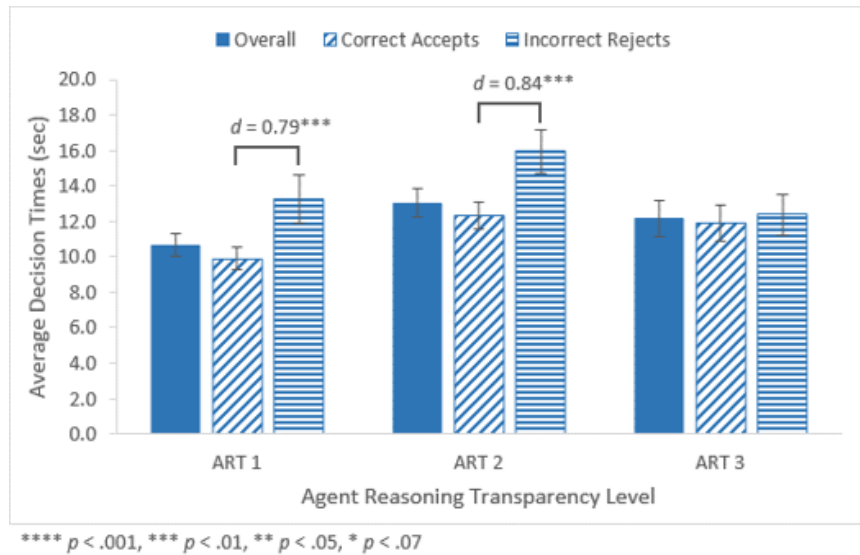 Overall Correct Accepts Incorrect Rejects
20.0
18.0
16.0
14.0
12.0
10.0
8.0
6.0
4.0
2.0
0.0
Average Decision Times (sec)
d = 0.79***
d = 0.84***
ART 1 ART 2 ART 3
Agent Reasoning Transparency Level
**** p < .001, *** p < .01, ** p < .05, * p < .07